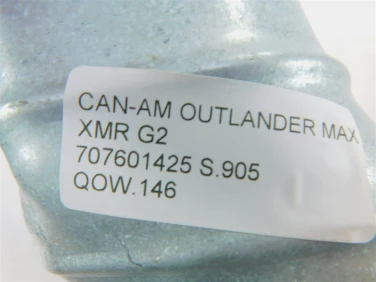 CAN-AM OUTLANDER MAX
XMR G2
707601425 S.905
QOW.146